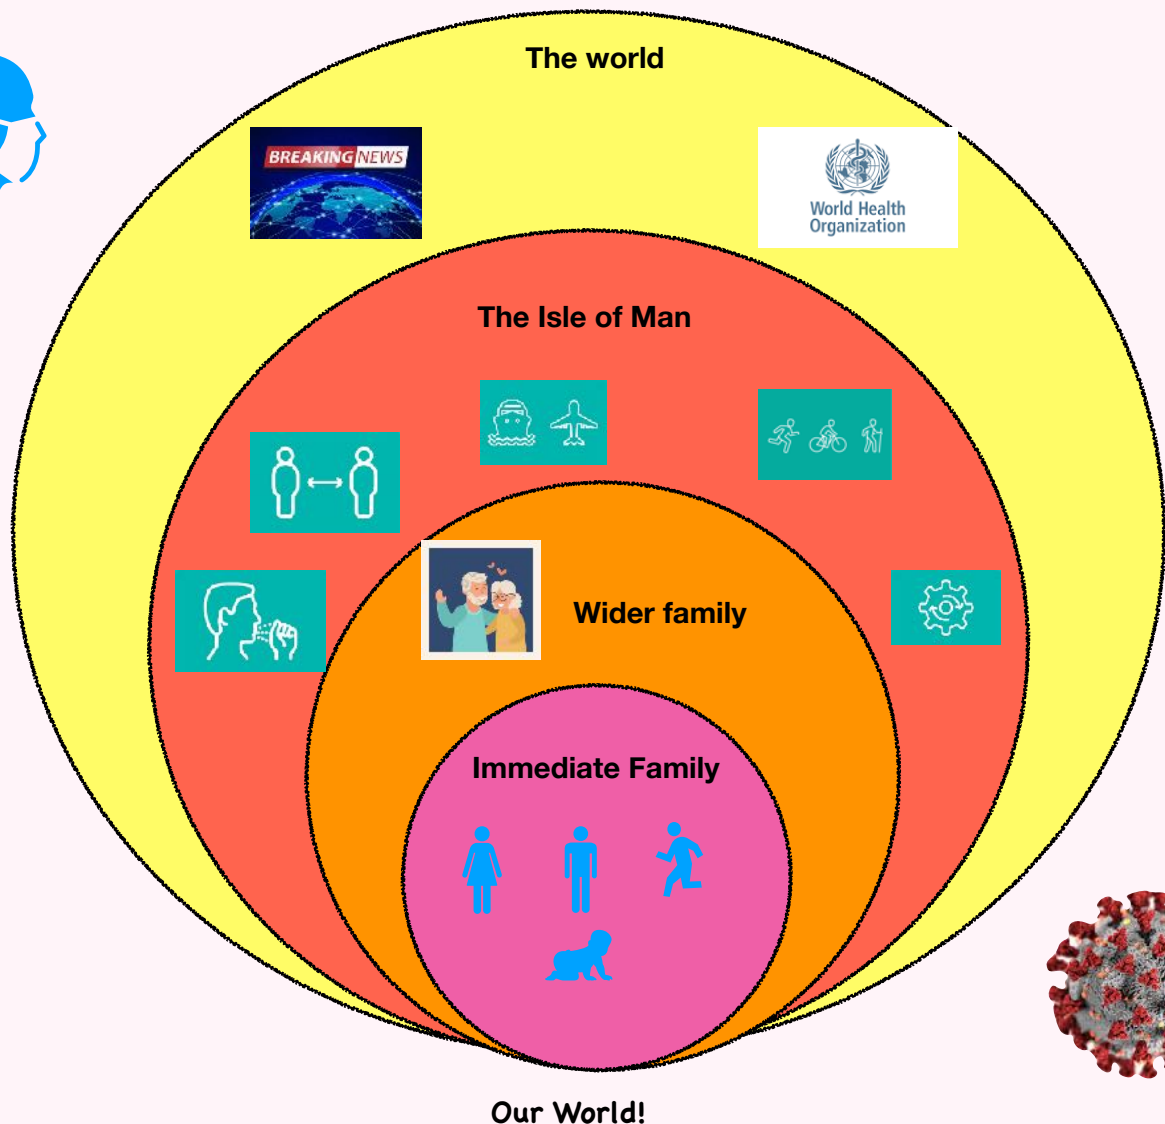 The world
BREAKING NEWS
World Health
Organization
The Isle of Man
Wider family
Immediate Family
Our World!